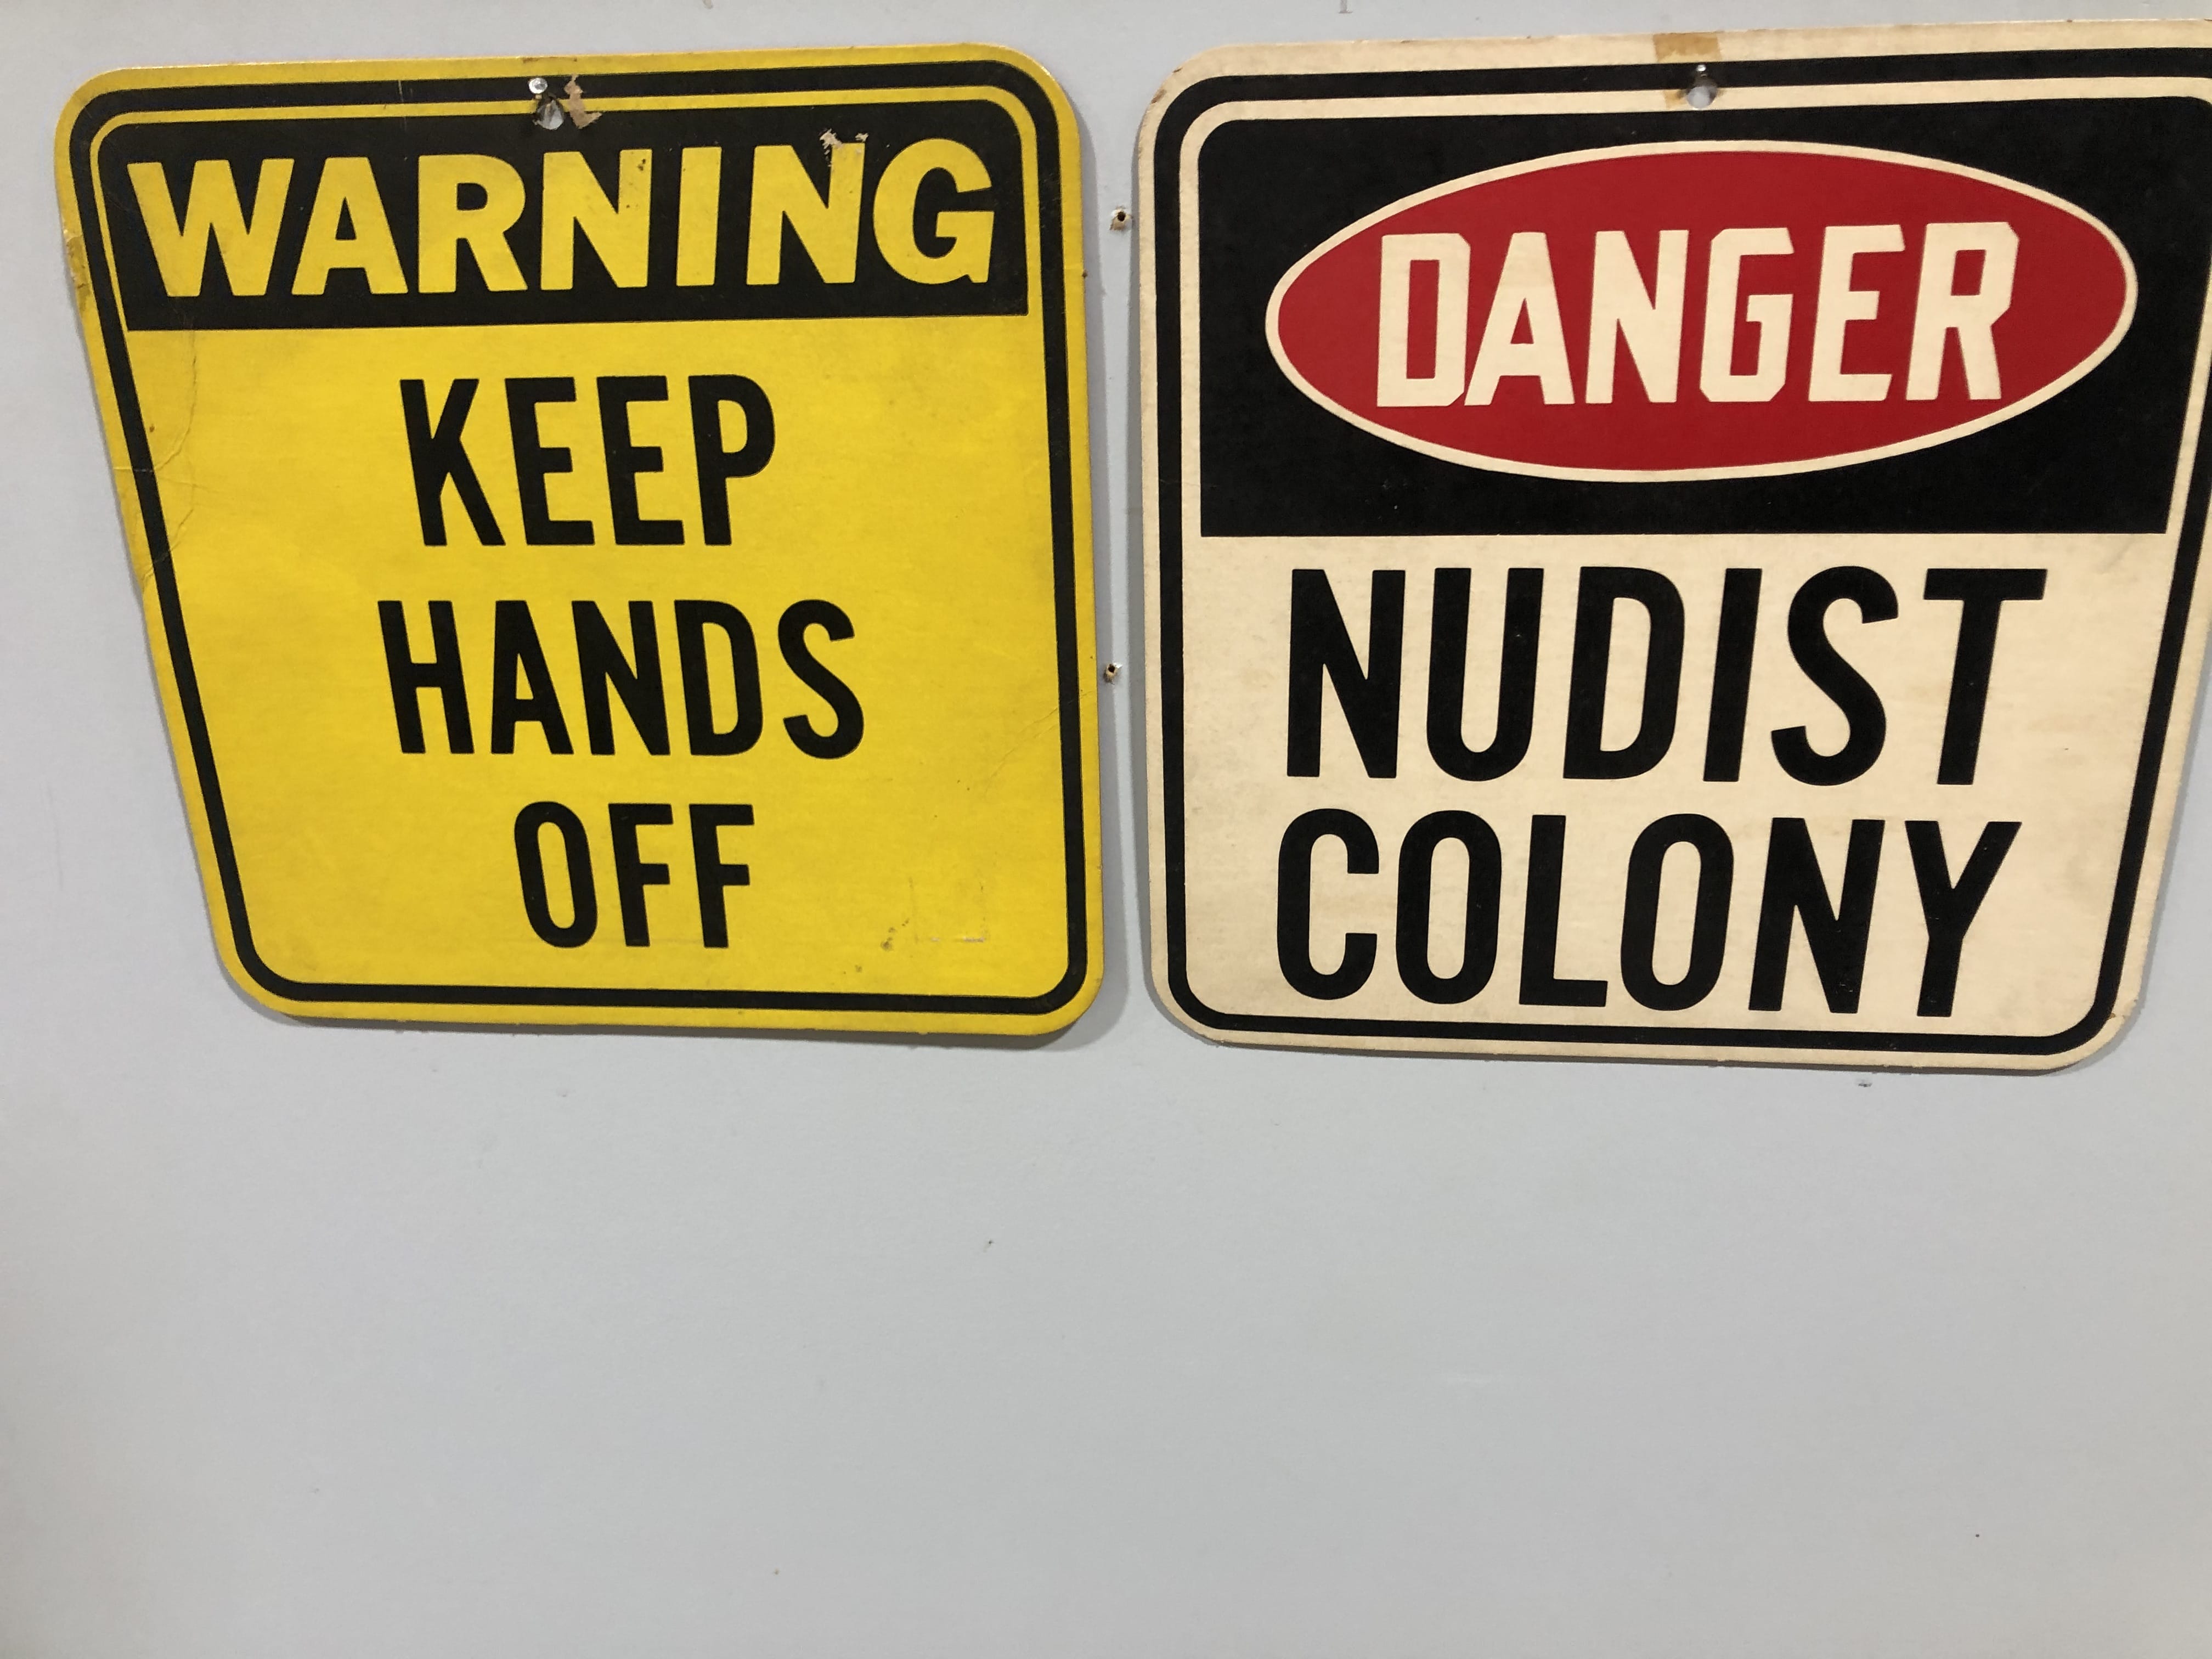 WARNING
KEEP
HANDS
OFF
DANGER
NUDIST
COLONY